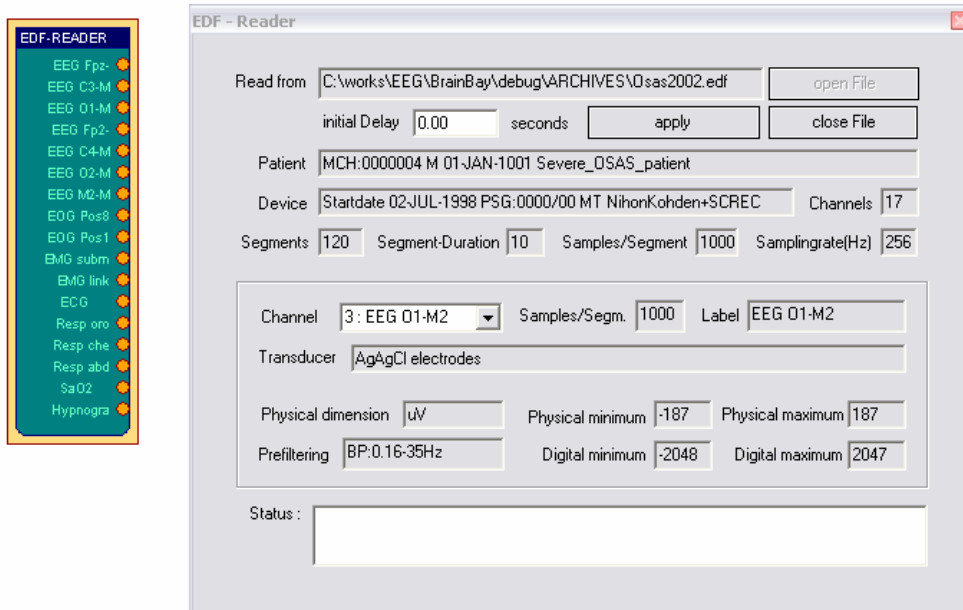 EDF-READER
EEG Fpz-
EEG C3-M
EEG O1-M
EEG Fp2-
EEG C4-M
EEG O2-M
EEG M2-M
EOG Pos8
EOG Pos1
EMG subm
EMG link
ECG
Resp oro
Resp che
Resp abd
SaO2
Hypnogra
EDF - Reader
Read from C:\works\EEG\BrainBay\debug\ARCHIVES\Osas2002.edf open File
initial Delay 0.00 seconds apply close File
Patient MCH:0000004 M 01-JAN-1001 Severe_OSAS_patient
Device Startdate 02-JUL-1998 PSG:0000/00 MT NihonKohden+SCREC Channels 17
Segments 120 Segment-Duration 10 Samples/Segment 1000 Samplingrate(Hz) 256
Channel 3 : EEG O1-M2 Samples/Segm. 1000 Label EEG O1-M2
Transducer AgAgCl electrodes
Physical dimension uV Physical minimum -187 Physical maximum 187
Prefiltering BP:0.16-35Hz Digital minimum -2048 Digital maximum 2047
Status :